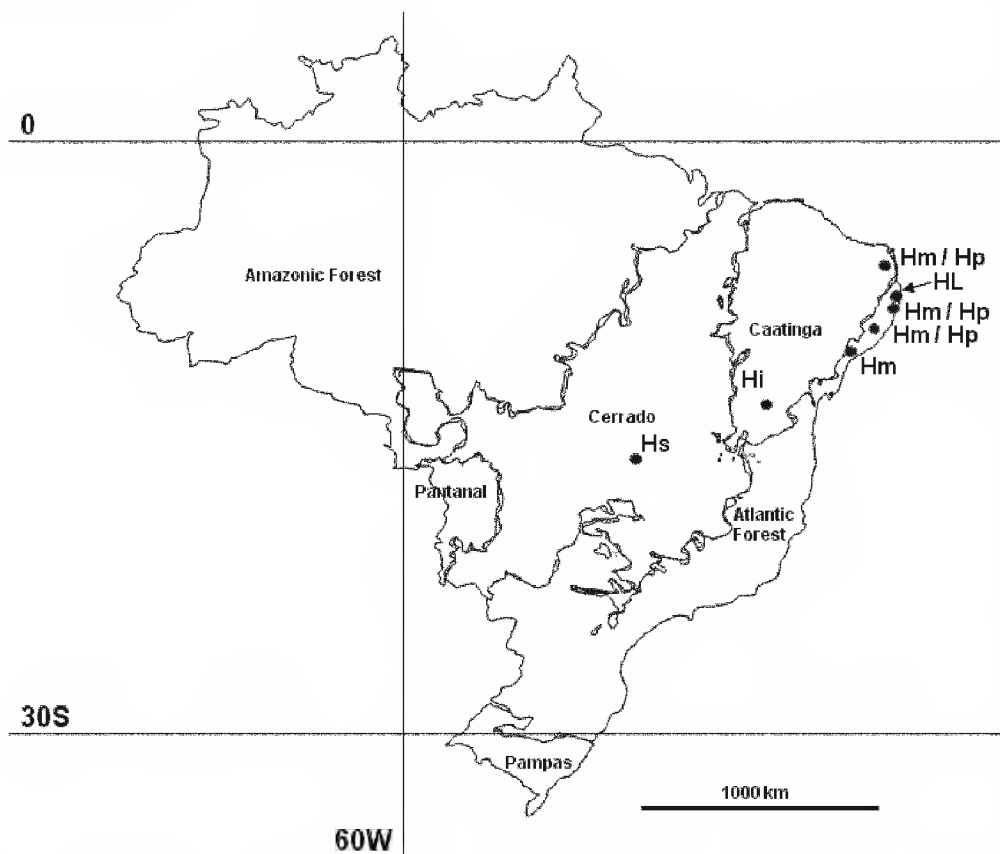 0
Hm / Hp
Amazonic Forest
HL
Hm / Hp
Caatinga
Hm / Hp
Hm
Hi
Cerrado
Hs
Pantanal
Atlantic
Forest
30S
Pampas
1000 km
60W